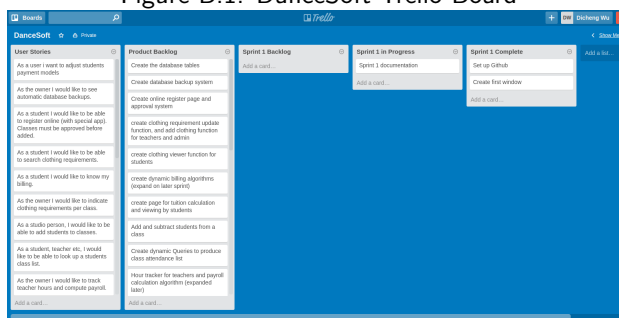 Figure D.1: DanceSoft Trello Board
Boards
Trello
DW Dicheng Wu
DanceSoft
Private
User Stories
As a user I want to adjust students
payment models
As the owner I would like to see
automatic database backups.
As a student I would like to be able
to register online (with special app).
Classes must be approved before
added.
As a student I would like to be able
to search clothing requirements.
As a student I would like to know my
billing.
As the owner I would like to indicate
clothing requirements per class.
As a studio person, I would like to be
able to add students to classes.
As a student, teacher etc, I would
like to be able to look up a students
class list.
As the owner I would like to track
teacher hours and compute payroll.
Add a card...
Product Backlog
Create the database tables
Create database backup system
Create online register page and
approval system
create clothing requirement update
function, and add clothing function
for teachers and admin
create clothing viewer function for
students
create dynamic billing algorithms
(expand on later sprint)
create page for tuition calculation
and viewing by students
Add and subtract students from a
class
Create dynamic Queries to produce
class attendance list
Hour tracker for teachers and payroll
calculation algorithm (expanded
later)
Add a card...
Sprint 1 Backlog
Add a card...
Sprint 1 in Progress
Sprint 1 documentation
Add a card...
Sprint 1 Complete
Set up Github
Create first window
Add a card...
Show Me
Add a list...